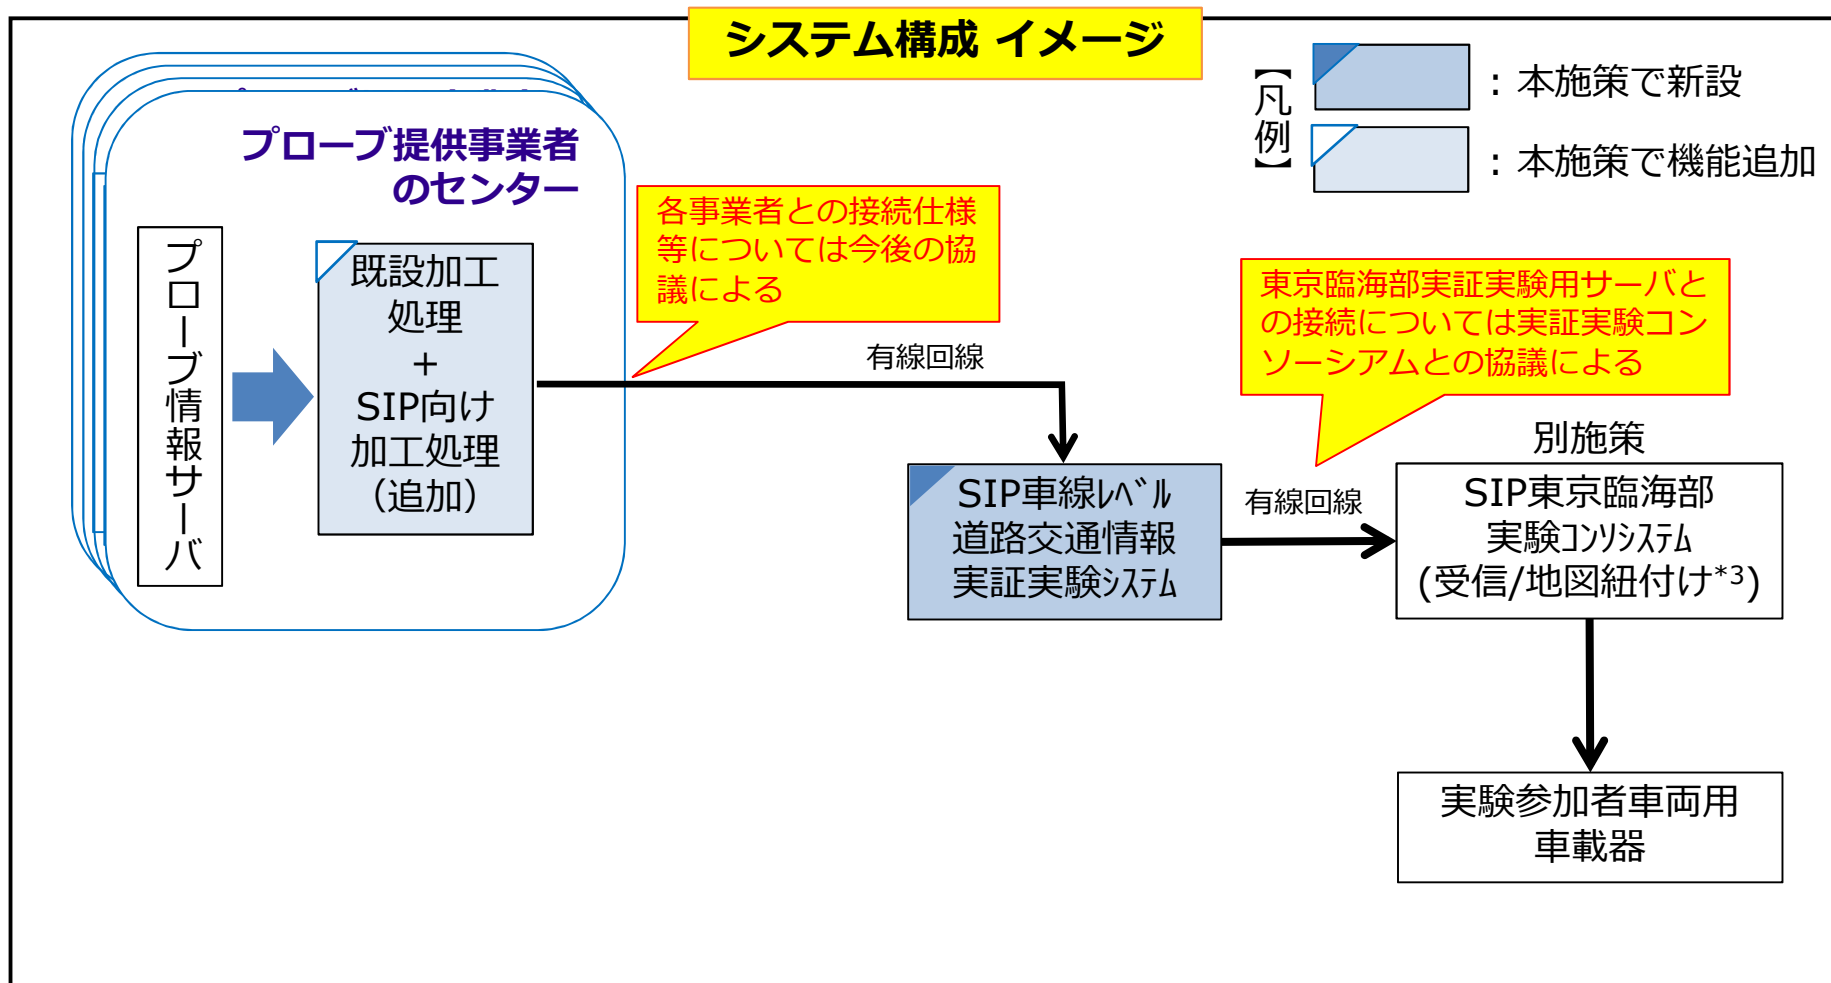 システム構成 イメージ
【凡例】
：本施策で新設
：本施策で機能追加
プローブ提供事業者
のセンター
プローブ情報サーバ
既設加工
処理
+
SIP向け
加工処理
（追加）
各事業者との接続仕様
等については今後の協
議による
有線回線
東京臨海部実証実験用サーバと
の接続については実証実験コン
ソーシアムとの協議による
SIP車線ﾚﾍﾞﾙ
道路交通情報
実証実験ｼｽﾃﾑ
有線回線
別施策
SIP東京臨海部
実験ｺﾝｿｼｽﾃﾑ
(受信/地図紐付け*3)
実験参加者車両用
車載器